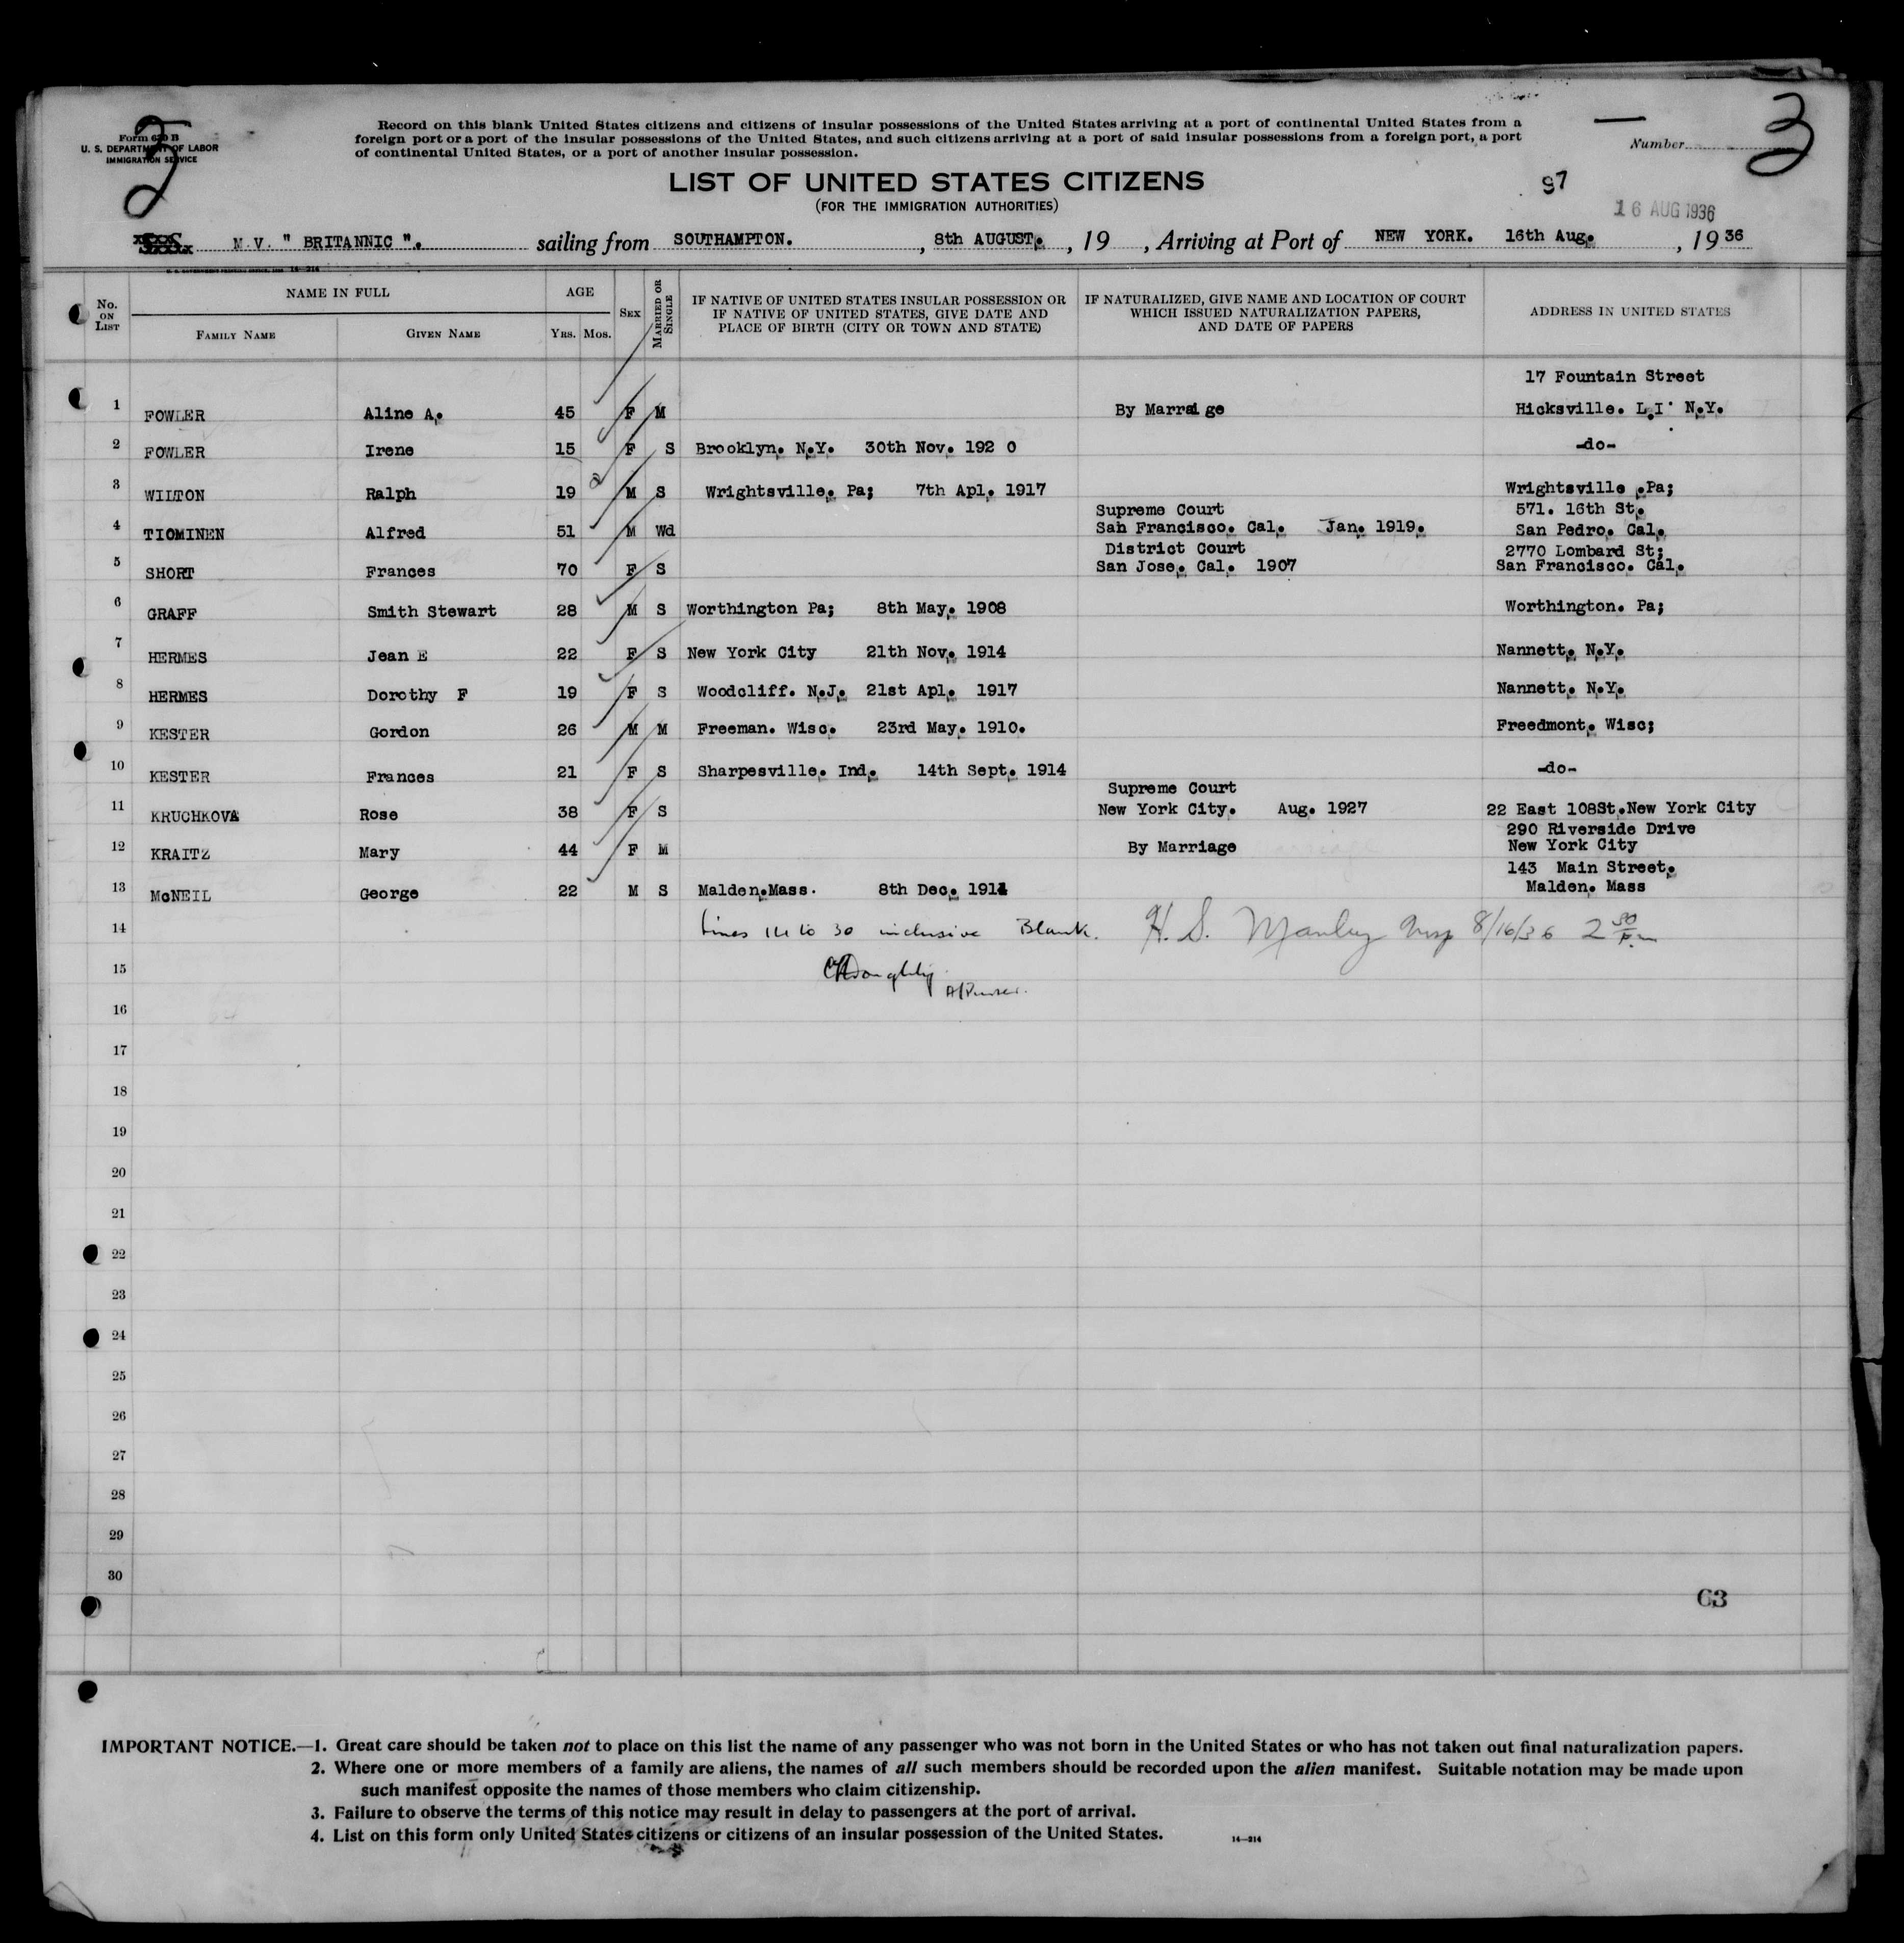 Form 630 B
U. S. DEPARTMENT OF LABOR
IMMIGRATION SERVICE
2
Record on this blank United States citizens and citizens of insular possessions of the United States arriving at a port of continental United States from a
foreign port or a port of the insular possessions of the United States, and such citizens arriving at a port of said insular possessions from a foreign port, a port
of continental United States, or a port of another insular possession.
Number
3
LIST OF UNITED STATES CITIZENS
(FOR THE IMMIGRATION AUTHORITIES)
97
16 AUG 1936
M.V. " BRITANNIC ". sailing from SOUTHAMPTON. , 8th AUGUST. , 19 , Arriving at Port of NEW YORK. 16th Aug. , 19 36
No. ON LIST
NAME IN FULL
FAMILY NAME GIVEN NAME
AGE
YRS. MOS.
SEX
MARRIED OR SINGLE
IF NATIVE OF UNITED STATES INSULAR POSSESSION OR
IF NATIVE OF UNITED STATES, GIVE DATE AND
PLACE OF BIRTH (CITY OR TOWN AND STATE)
IF NATURALIZED, GIVE NAME AND LOCATION OF COURT
WHICH ISSUED NATURALIZATION PAPERS,
AND DATE OF PAPERS
ADDRESS IN UNITED STATES
17 Fountain Street
1 FOWLER Aline A. 45 F M By Marraige Hicksville. L.I' N.Y.
2 FOWLER Irene 15 F S Brooklyn. N.Y. 30th Nov. 192 0 -do-
3 WILTON Ralph 19 M S Wrightsville. Pa; 7th Apl. 1917 Wrightsville .Pa;
Supreme Court 571. 16th St.
4 TIOMINEN Alfred 51 M Wd San Francisco. Cal. Jan. 1919. San Pedro. Cal.
District Court 2770 Lombard St;
5 SHORT Frances 70 F S San Jose. Cal. 1907 San Francisco. Cal.
6 GRAFF Smith Stewart 28 M S Worthington Pa; 8th May. 1908 Worthington. Pa;
7 HERMES Jean E 22 F S New York City 21th Nov. 1914 Nannett. N.Y.
8 HERMES Dorothy F 19 F S Woodcliff. N.J. 21st Apl. 1917 Nannett. N.Y.
9 KESTER Gordon 26 M M Freeman. Wisc. 23rd May. 1910. Freedmont. Wisc;
10 KESTER Frances 21 F S Sharpesville. Ind. 14th Sept. 1914 -do-
Supreme Court
11 KRUCHKOVA Rose 38 F S New York City. Aug. 1927 22 East 108St.New York City
290 Riverside Drive
12 KRAITZ Mary 44 F M By Marriage New York City
143 Main Street.
13 McNEIL George 22 M S Malden.Mass. 8th Dec. 1911 Malden. Mass
14 Lines 14 to 30 inclusive Blank. H. S. Manley Insp 8/16/36 2 30 P.m
15
A/Purser.
16
17
18
19
20
21
22
23
24
25
26
27
28
29
30
63
IMPORTANT NOTICE.—1. Great care should be taken not to place on this list the name of any passenger who was not born in the United States or who has not taken out final naturalization papers.
2. Where one or more members of a family are aliens, the names of all such members should be recorded upon the alien manifest. Suitable notation may be made upon
such manifest opposite the names of those members who claim citizenship.
3. Failure to observe the terms of this notice may result in delay to passengers at the port of arrival.
4. List on this form only United States citizens or citizens of an insular possession of the United States.
14—214